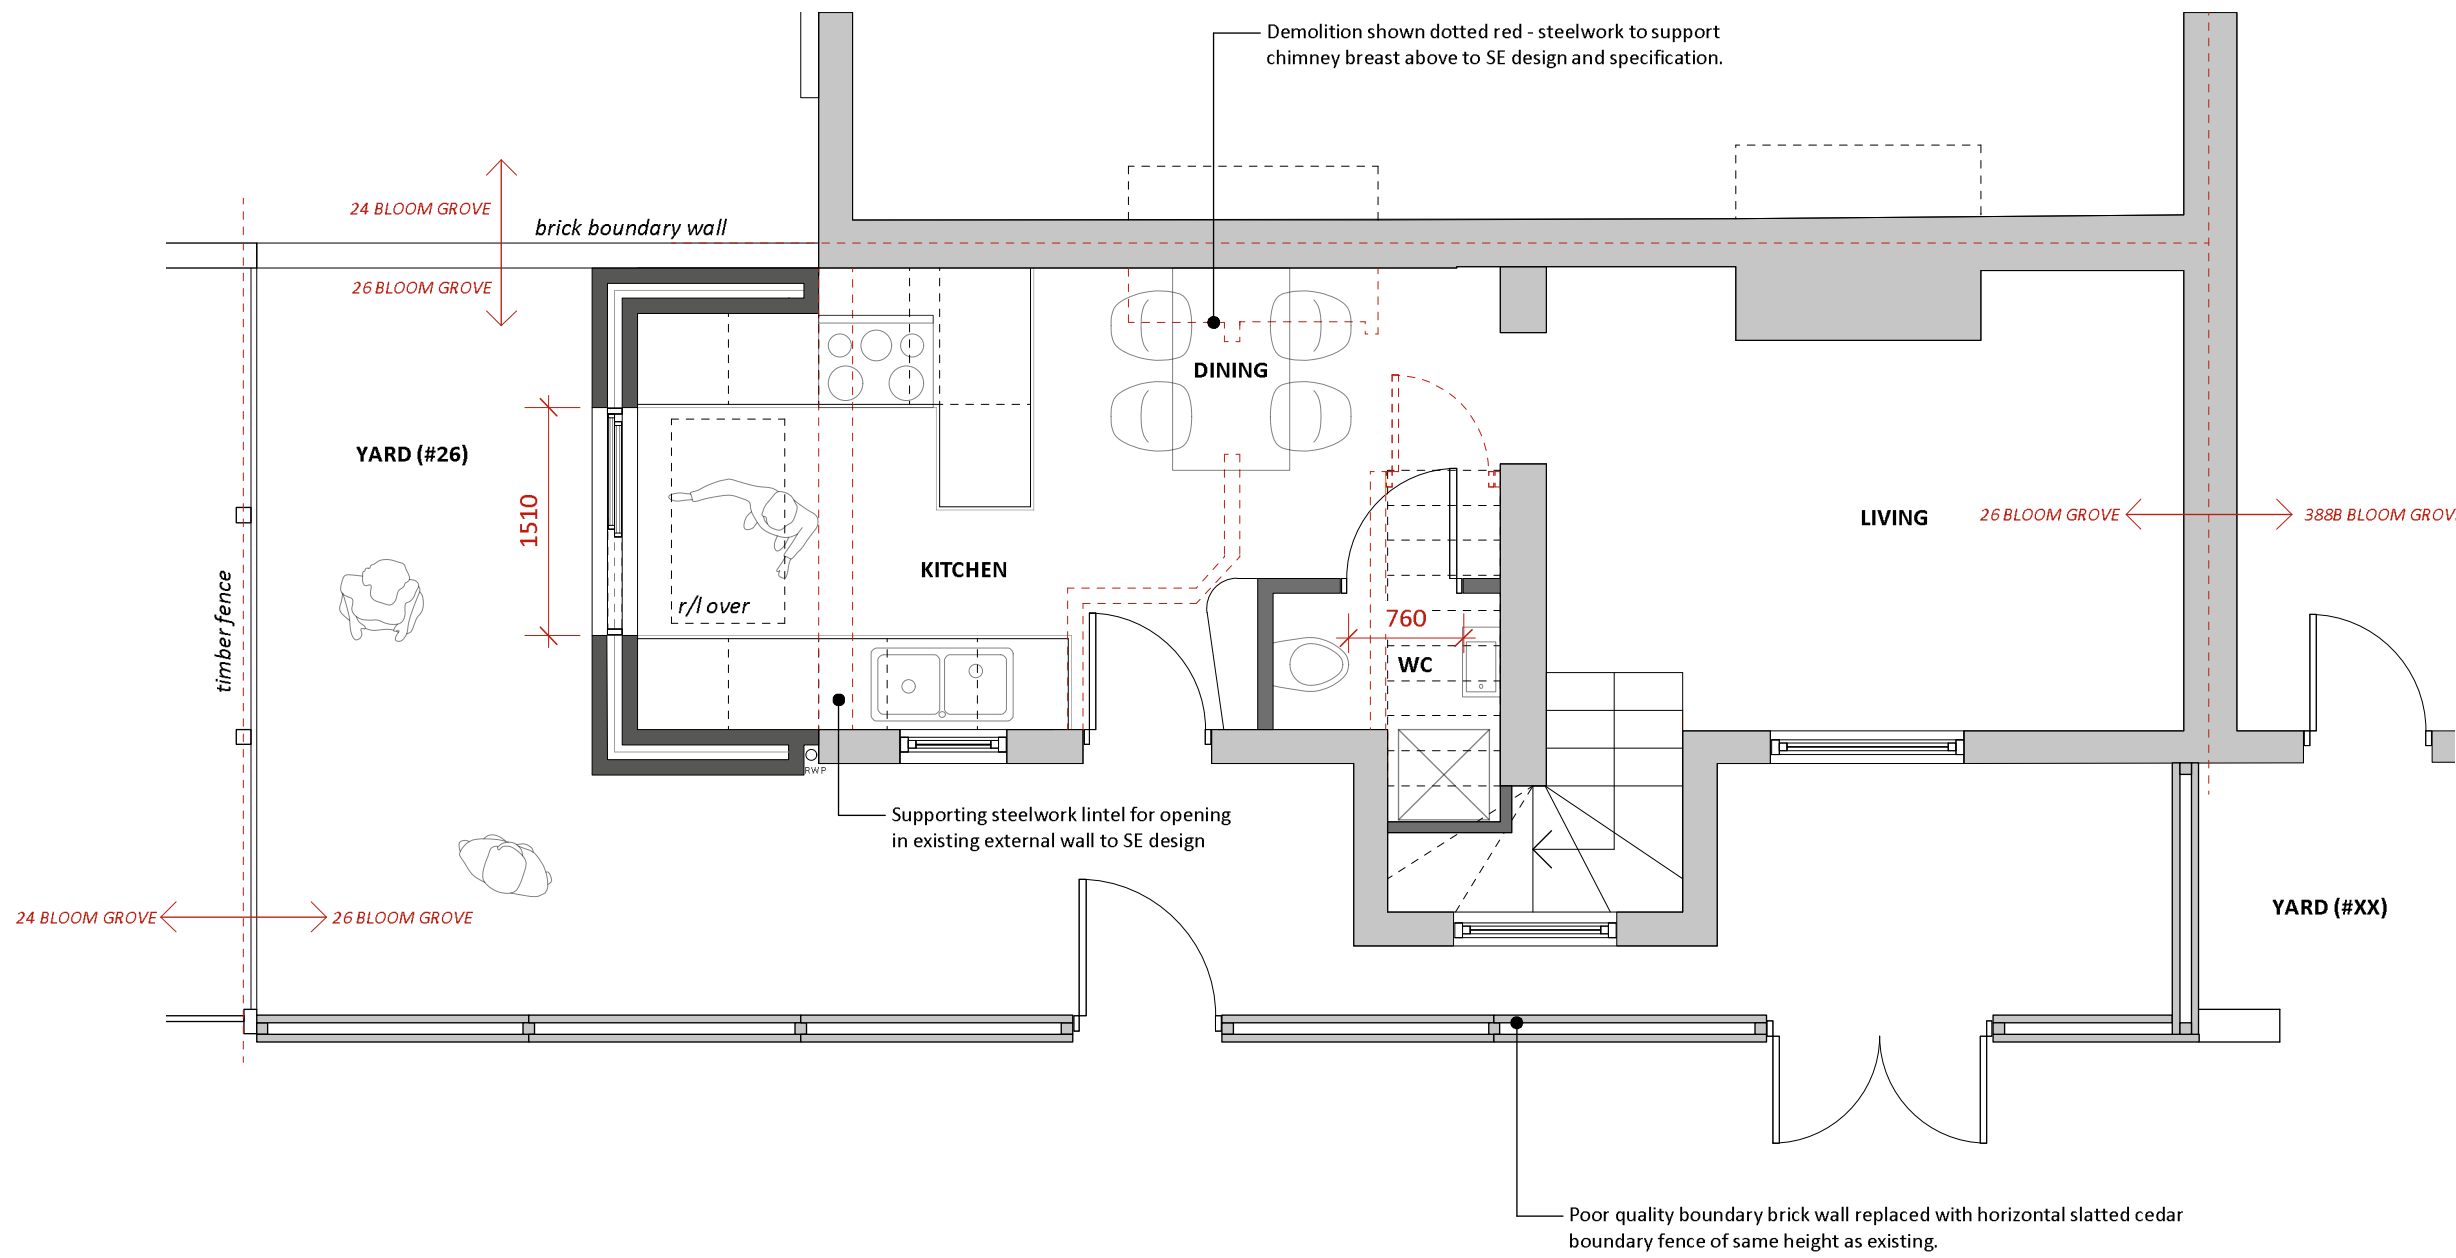 Demolition shown dotted red - steelwork to support
chimney breast above to SE design and specification.
24 BLOOM GROVE
brick boundary wall
26 BLOOM GROVE
DINING
YARD (#26)
1510
LIVING
26 BLOOM GROVE
388B BLOOM GROV
KITCHEN
timber fence
r/l over
760
WC
RWP
Supporting steelwork lintel for opening
in existing external wall to SE design
24 BLOOM GROVE
26 BLOOM GROVE
YARD (#XX)
Poor quality boundary brick wall replaced with horizontal slatted cedar
boundary fence of same height as existing.